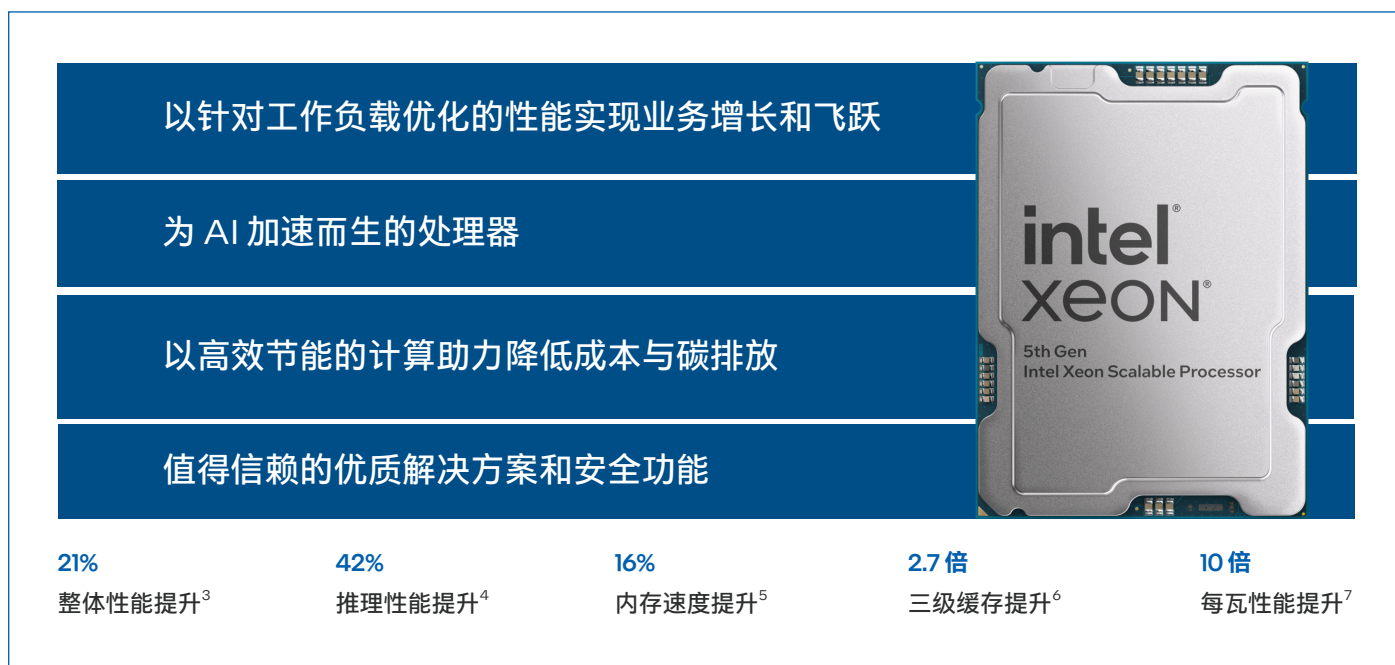 以针对工作负载优化的性能实现业务增长和飞跃
为 AI 加速而生的处理器
以高效节能的计算助力降低成本与碳排放
值得信赖的优质解决方案和安全功能
intel®
xeon®
5th Gen
Intel Xeon Scalable Processor
21%
整体性能提升3
42%
推理性能提升4
16%
内存速度提升5
2.7 倍
三级缓存提升6
10 倍
每瓦性能提升7